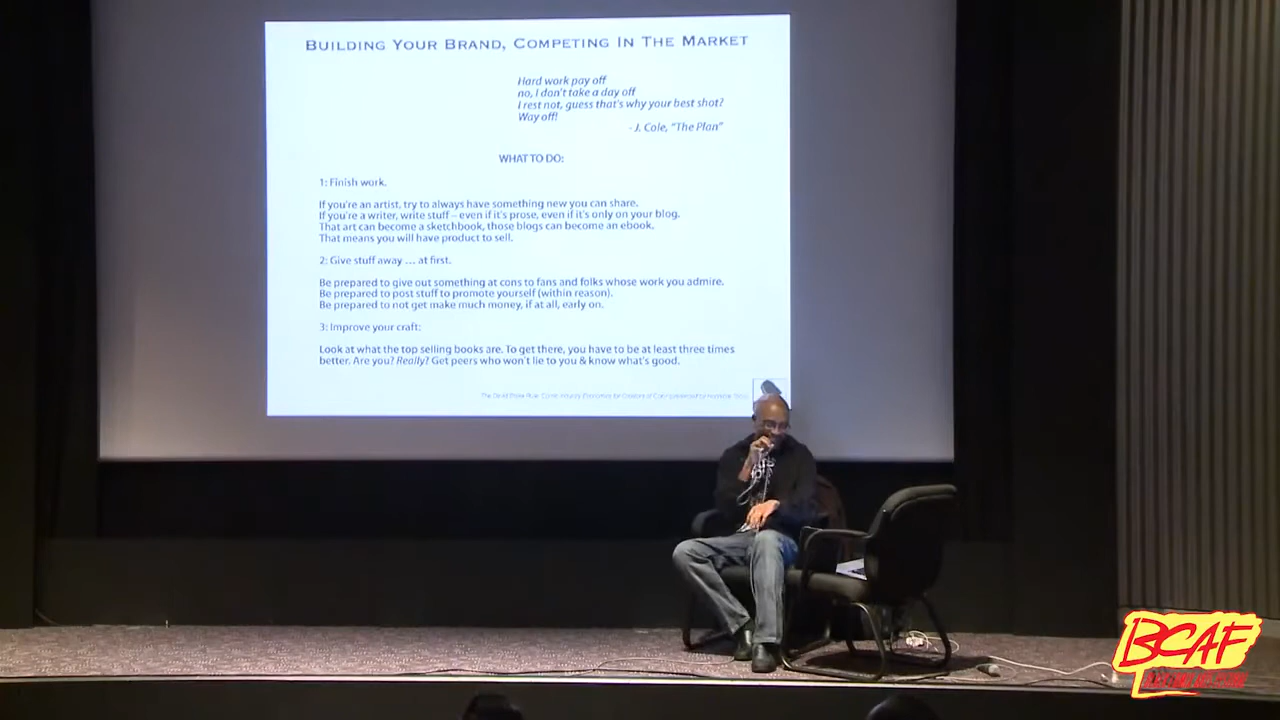 BUILDING YOUR BRAND, COMPETING IN THE MARKET
Hard work pay off
no, I don't take a day off
I rest not, guess that's why your best shot?
Way off!
- J. Cole, "The Plan"
WHAT TO DO:
1: Finish work.
If you're an artist, try to always have something new you can share.
If you're a writer, write stuff – even if it's prose, even if it's only on your blog.
That art can become a sketchbook, those blogs can become an ebook.
That means you will have product to sell.
2: Give stuff away ... at first.
Be prepared to give out something at cons to fans and folks whose work you admire.
Be prepared to post stuff to promote yourself (within reason).
Be prepared to not get make much money, if at all, early on.
3: Improve your craft:
Look at what the top selling books are. To get there, you have to be at least three times
better. Are you? Really? Get peers who won't lie to you & know what's good.
BCAF